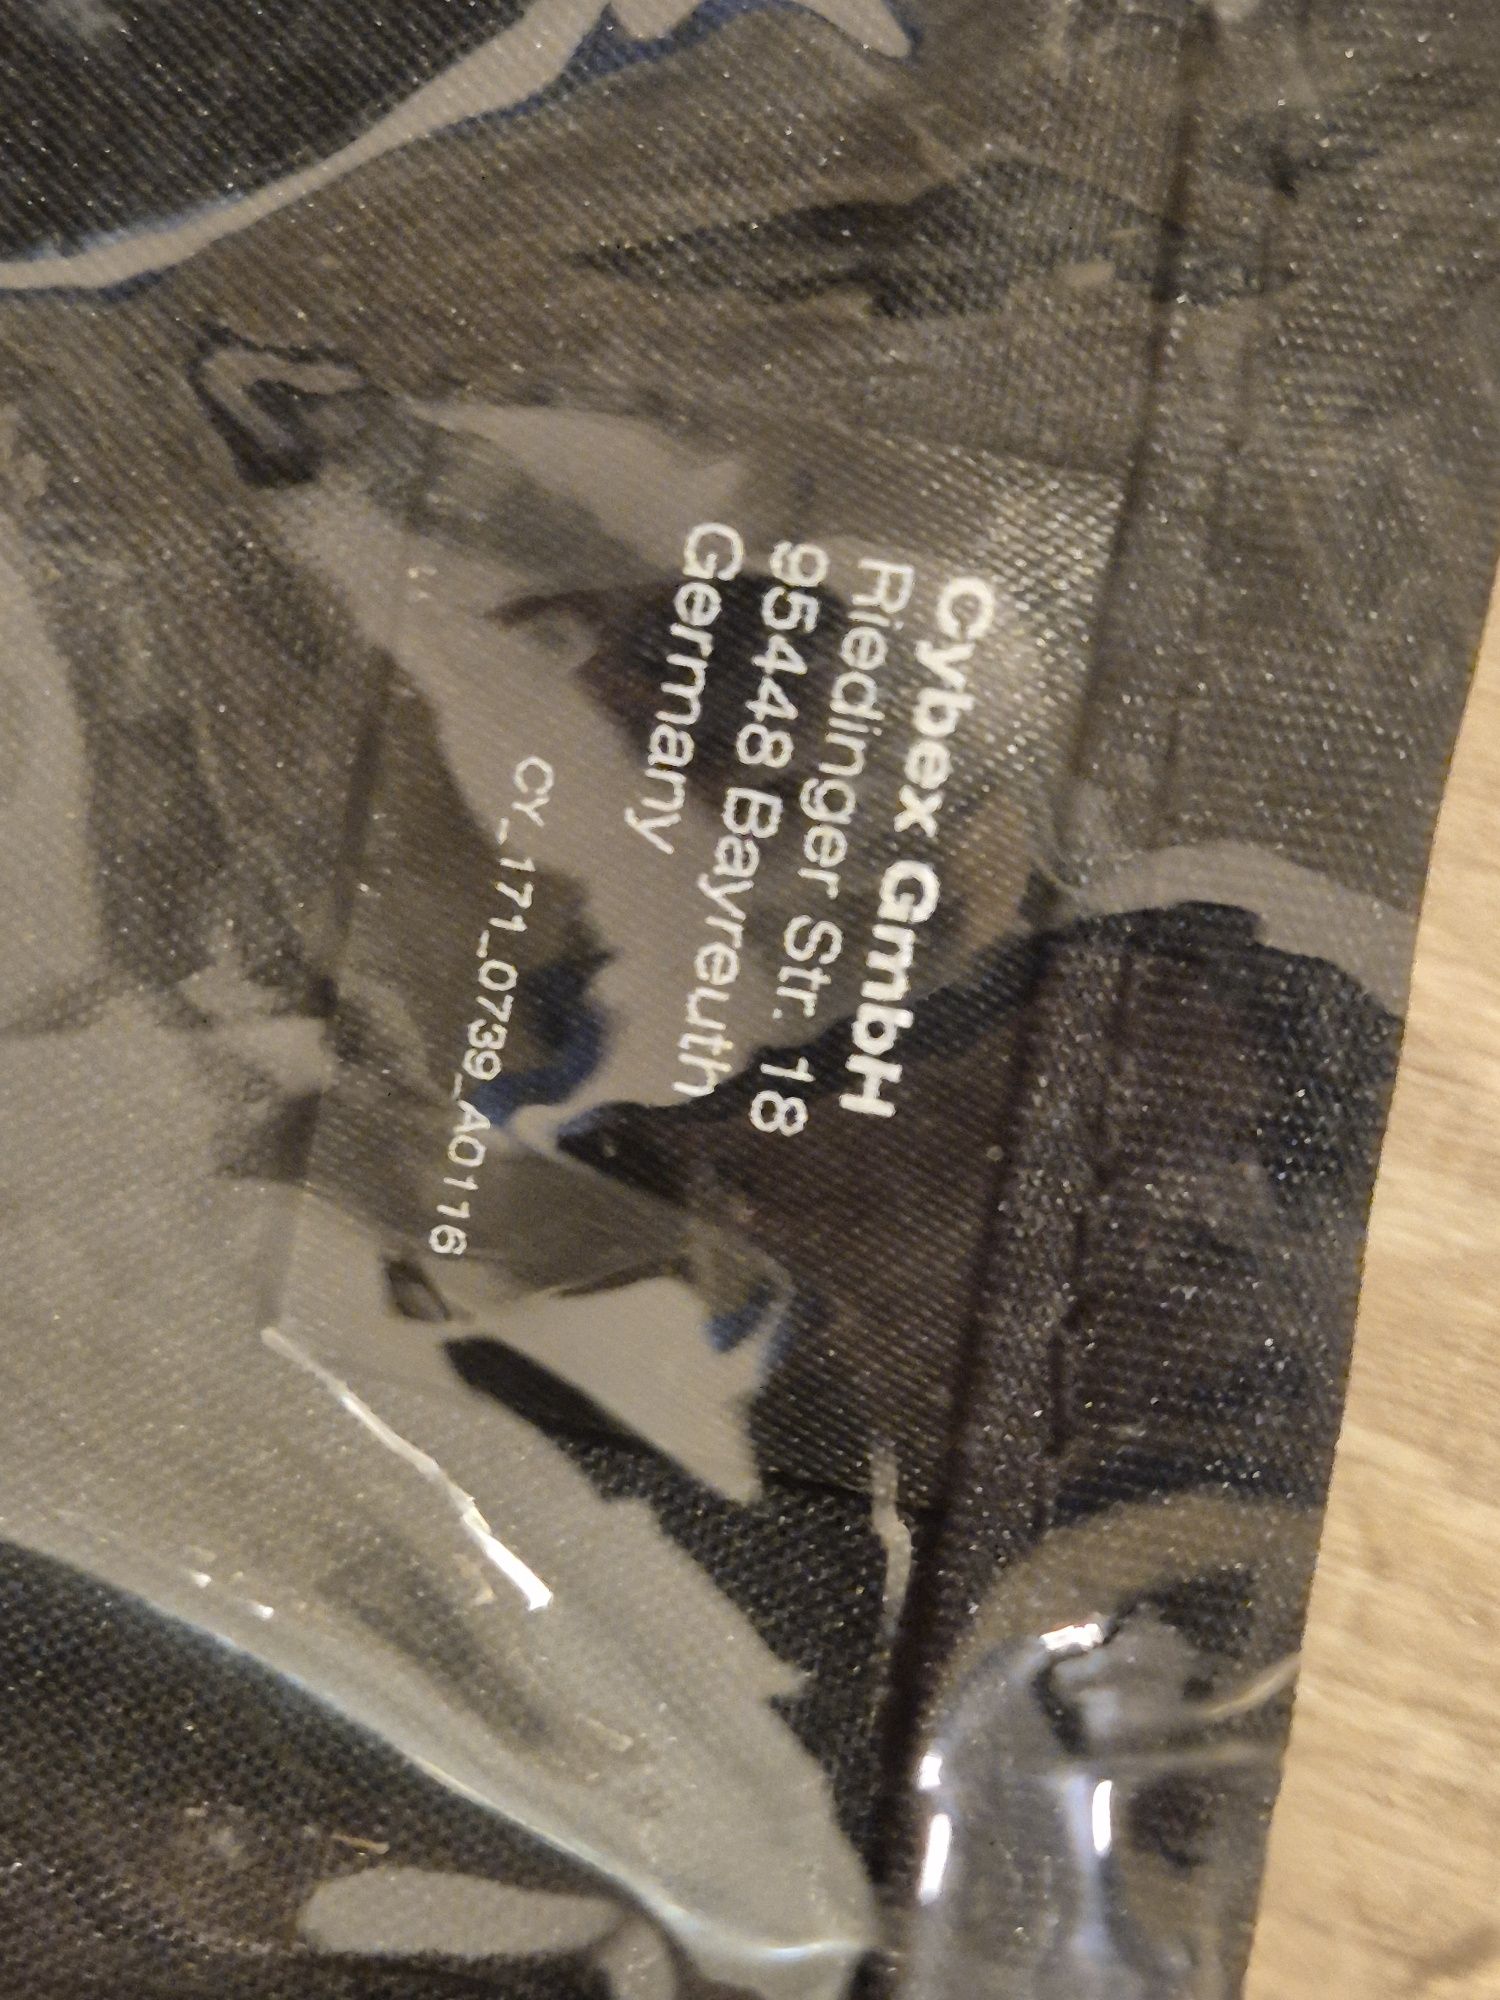 Cybex GmbH
Riedinger Str. 18
95448 Bayreuth
Germany
CY_171_0739_A0116